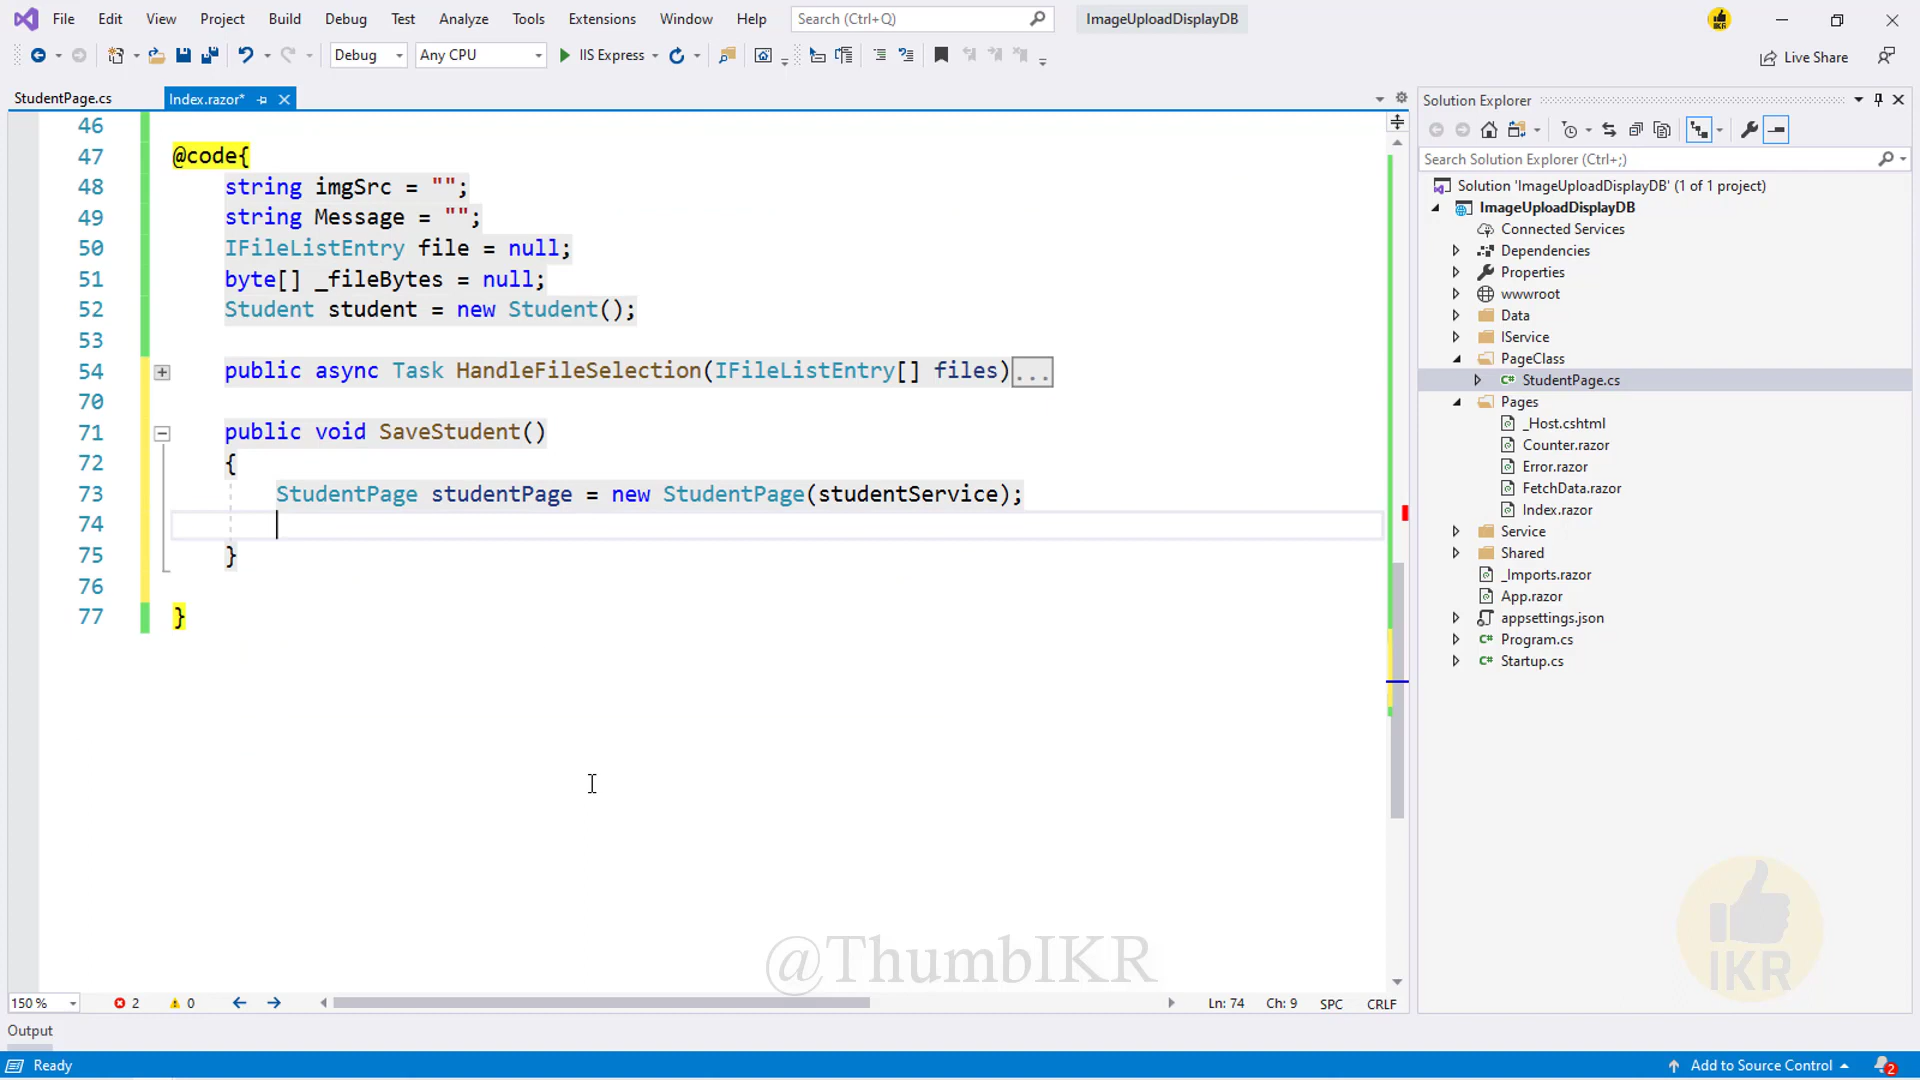 File Edit View Project Build Debug Test Analyze Tools Extensions Window Help Search (Ctrl+Q) ImageUploadDisplayDB
Debug Any CPU IIS Express Live Share
StudentPage.cs Index.razor*
46
47 @code{
48 string imgSrc = "";
49 string Message = "";
50 IFileListEntry file = null;
51 byte[] _fileBytes = null;
52 Student student = new Student();
53
54 public async Task HandleFileSelection(IFileListEntry[] files)...
70
71 public void SaveStudent()
72 {
73 StudentPage studentPage = new StudentPage(studentService);
74
75 }
76
77 }
@ThumbIKR
150 % 2 0 Ln: 74 Ch: 9 SPC CRLF
Output
Ready
Solution Explorer
Search Solution Explorer (Ctrl+;)
Solution 'ImageUploadDisplayDB' (1 of 1 project)
ImageUploadDisplayDB
Connected Services
Dependencies
Properties
wwwroot
Data
IService
PageClass
C# StudentPage.cs
Pages
_Host.cshtml
Counter.razor
Error.razor
FetchData.razor
Index.razor
Service
Shared
_Imports.razor
App.razor
appsettings.json
C# Program.cs
C# Startup.cs
IKR
Add to Source Control 2